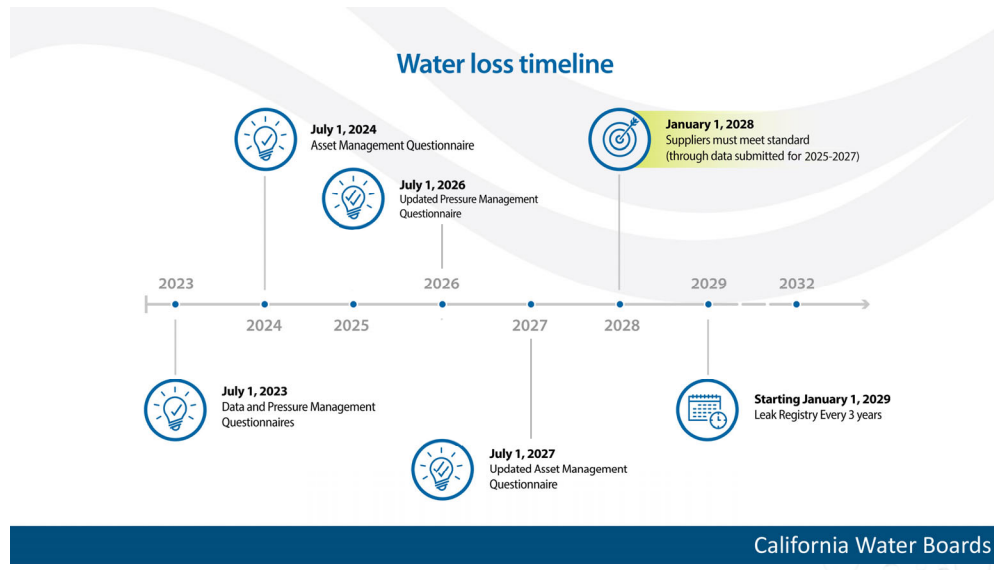 Water loss timeline
July 1, 2024
Asset Management Questionnaire
July 1, 2026
Updated Pressure Management
Questionnaire
January 1, 2028
Suppliers must meet standard
(through data submitted for 2025-2027)
2023
2026
2029
2032
2024
2025
2027
2028
July 1, 2023
Data and Pressure Management
Questionnaires
July 1, 2027
Updated Asset Management
Questionnaire
Starting January 1, 2029
Leak Registry Every 3 years
California Water Boards